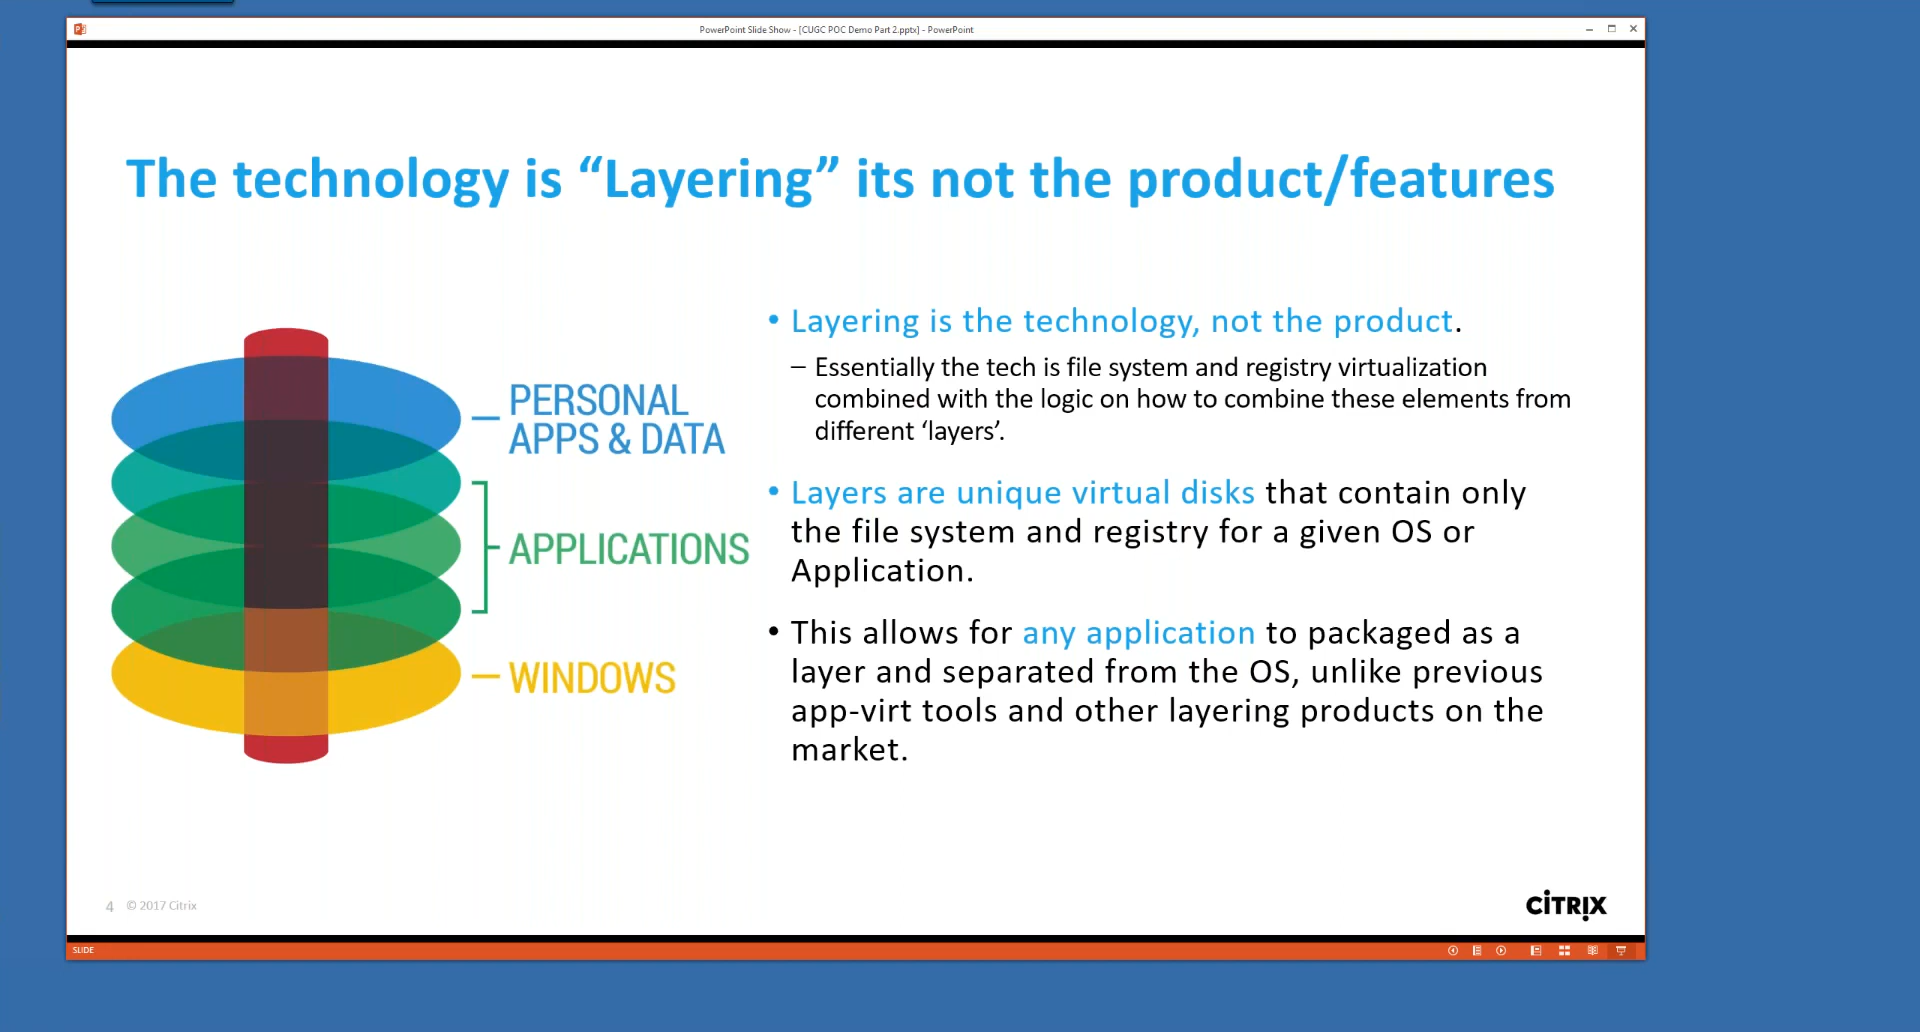 PowerPoint Slide Show - [CUGC POC Demo Part 2.pptx] - PowerPoint
The technology is “Layering” its not the product/features
PERSONAL
APPS & DATA
APPLICATIONS
WINDOWS
• Layering is the technology, not the product.
– Essentially the tech is file system and registry virtualization
combined with the logic on how to combine these elements from
different ‘layers’.
• Layers are unique virtual disks that contain only
the file system and registry for a given OS or
Application.
• This allows for any application to packaged as a
layer and separated from the OS, unlike previous
app-virt tools and other layering products on the
market.
4 © 2017 Citrix
CİTRIX
SLIDE